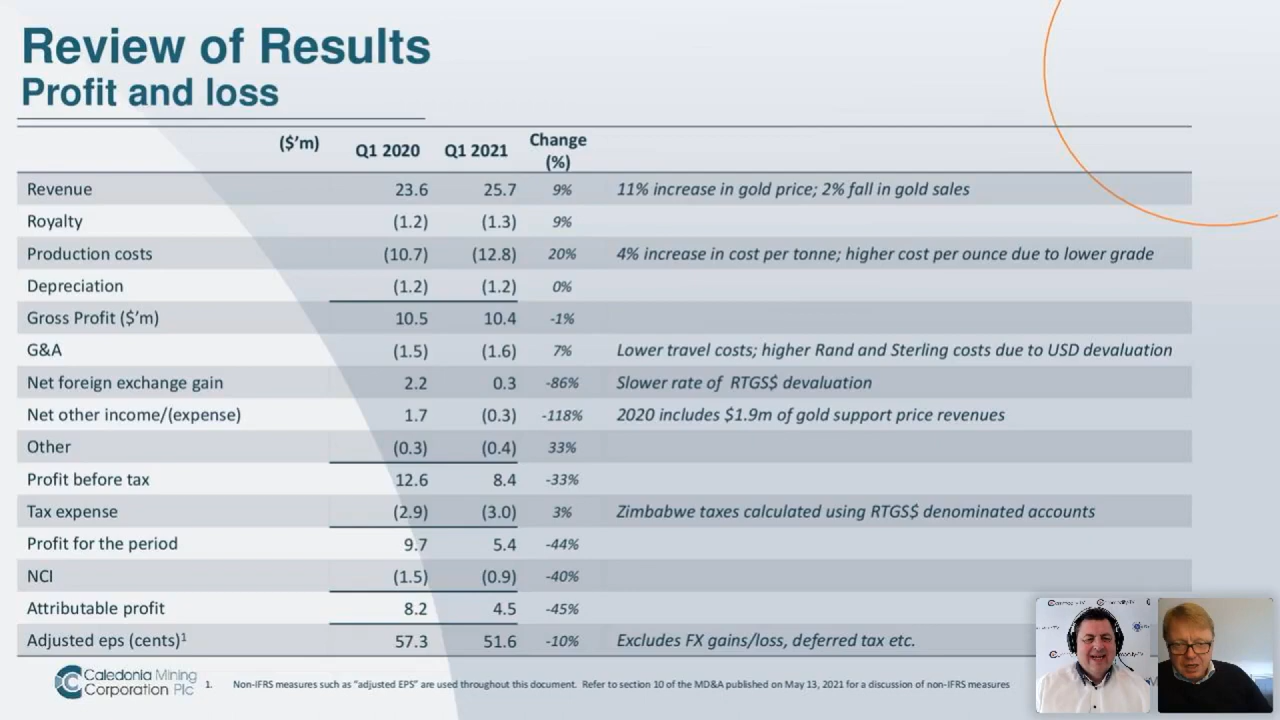 Review of Results
Profit and loss
($'m) Q1 2020 Q1 2021 Change (%)
Revenue 23.6 25.7 9% 11% increase in gold price; 2% fall in gold sales
Royalty (1.2) (1.3) 9%
Production costs (10.7) (12.8) 20% 4% increase in cost per tonne; higher cost per ounce due to lower grade
Depreciation (1.2) (1.2) 0%
Gross Profit ($'m) 10.5 10.4 -1%
G&A (1.5) (1.6) 7% Lower travel costs; higher Rand and Sterling costs due to USD devaluation
Net foreign exchange gain 2.2 0.3 -86% Slower rate of RTGS$ devaluation
Net other income/(expense) 1.7 (0.3) -118% 2020 includes $1.9m of gold support price revenues
Other (0.3) (0.4) 33%
Profit before tax 12.6 8.4 -33%
Tax expense (2.9) (3.0) 3% Zimbabwe taxes calculated using RTGS$ denominated accounts
Profit for the period 9.7 5.4 -44%
NCI (1.5) (0.9) -40%
Attributable profit 8.2 4.5 -45%
Adjusted eps (cents)¹ 57.3 51.6 -10% Excludes FX gains/loss, deferred tax etc.
Caledonia Mining
Corporation Plc
1. Non-IFRS measures such as "adjusted EPS" are used throughout this document. Refer to section 10 of the MD&A published on May 13, 2021 for a discussion of non-IFRS measures